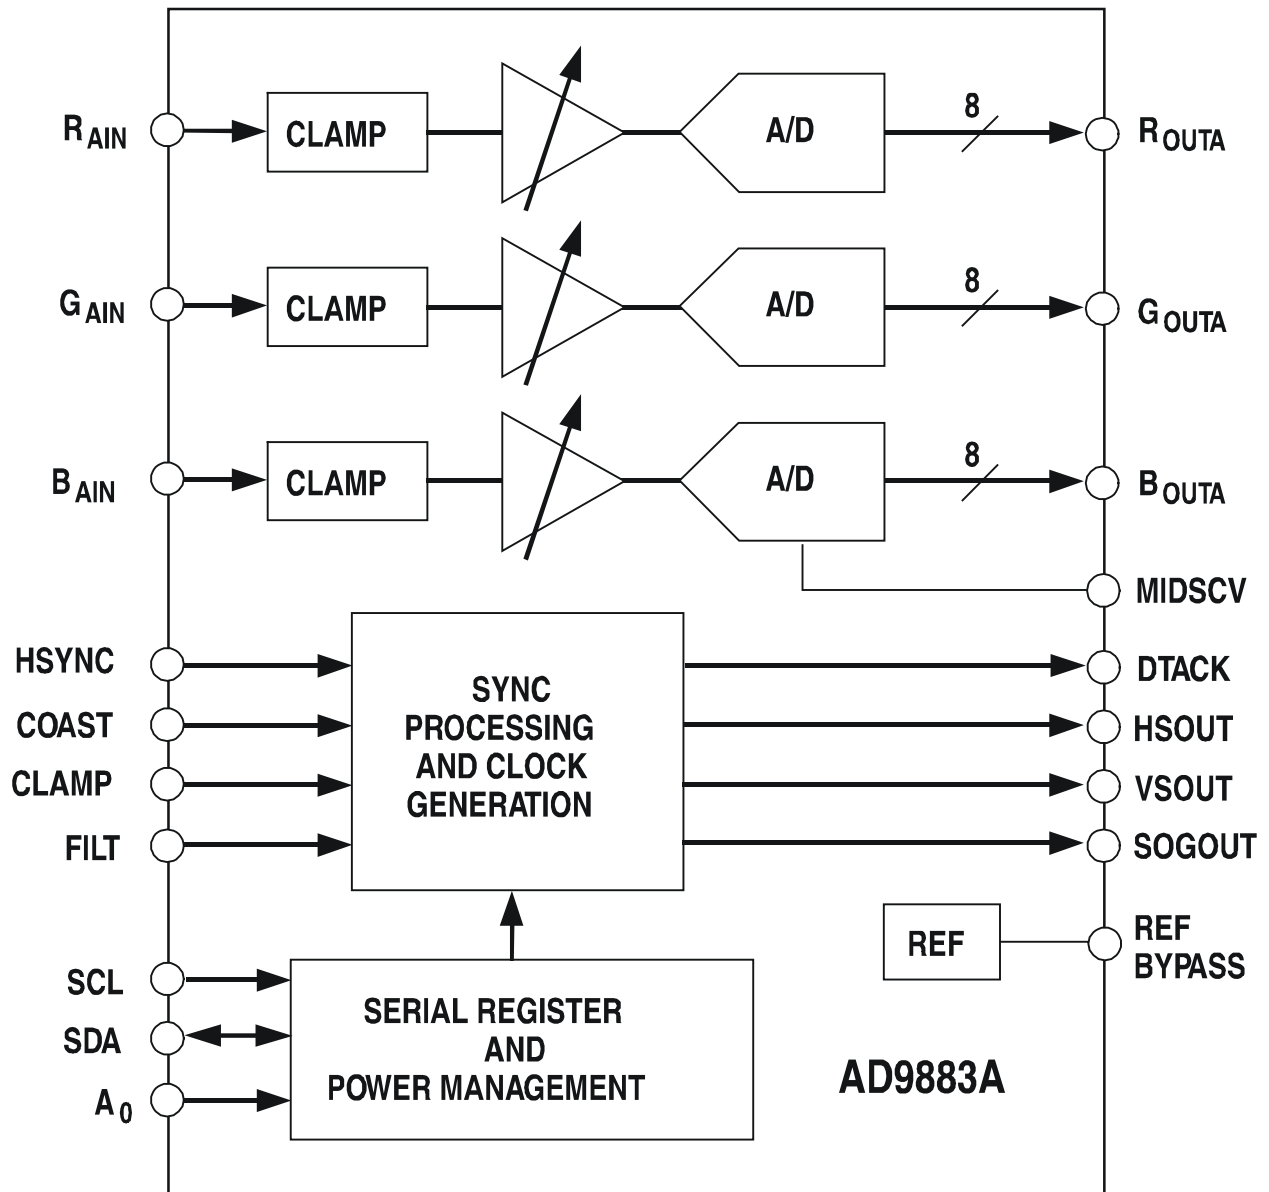 R AIN
CLAMP
A/D
8
R OUTA
G AIN
CLAMP
A/D
8
G OUTA
B AIN
CLAMP
A/D
8
B OUTA
MIDSCV
HSYNC
COAST
CLAMP
FILT
SYNC
PROCESSING
AND CLOCK
GENERATION
DTACK
HSOUT
VSOUT
SOGOUT
REF
REF
BYPASS
SCL
SDA
A 0
SERIAL REGISTER
AND
POWER MANAGEMENT
AD9883A